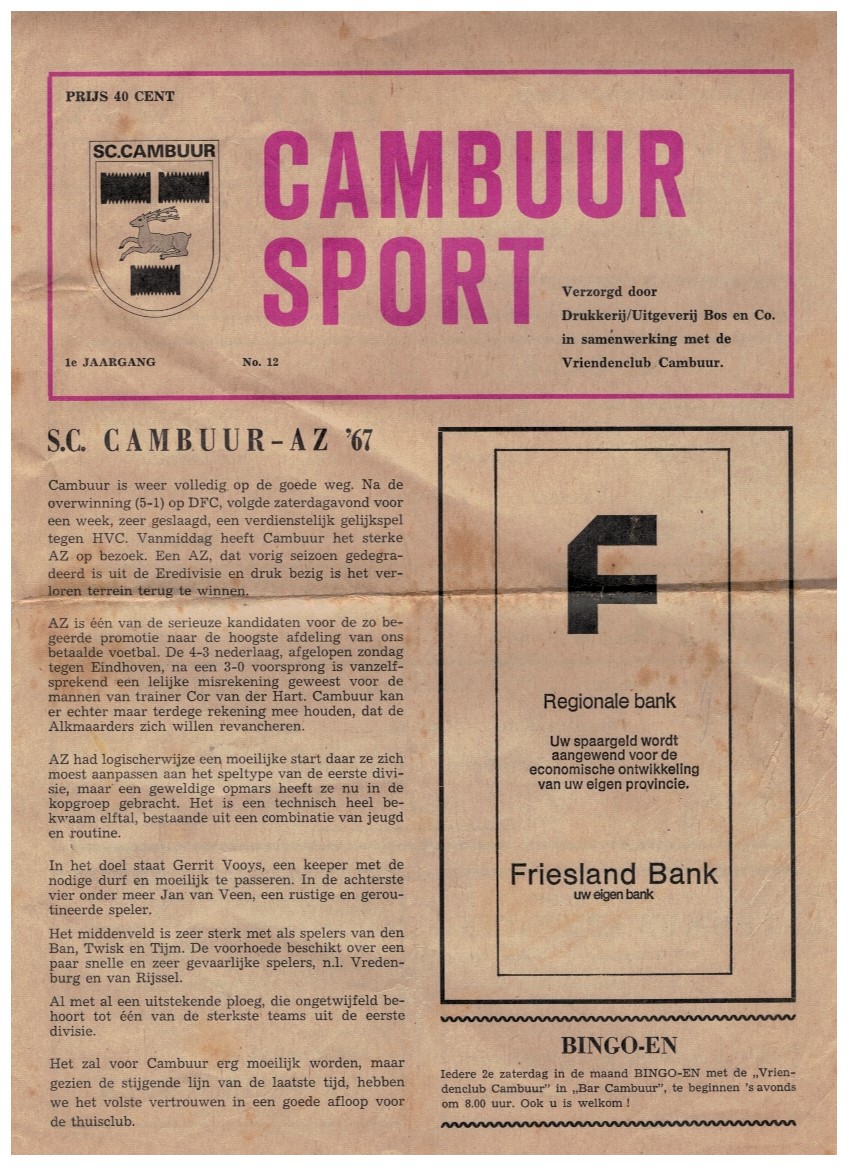 PRIJS 40 CENT
SC.CAMBUUR
CAMBUUR
SPORT
Verzorgd door
Drukkerij/Uitgeverij Bos en Co.
in samenwerking met de
Vriendenclub Cambuur.
1e JAARGANG
No. 12
S.C. CAMBUUR–AZ '67
Cambuur is weer volledig op de goede weg. Na de
overwinning (5-1) op DFC, volgde zaterdagavond voor
een week, zeer geslaagd, een verdienstelijk gelijkspel
tegen HVC. Vanmiddag heeft Cambuur het sterke
AZ op bezoek. Een AZ, dat vorig seizoen gedegra-
deerd is uit de Eredivisie en druk bezig is het ver-
loren terrein terug te winnen.
AZ is één van de serieuze kandidaten voor de zo be-
geerde promotie naar de hoogste afdeling van ons
betaalde voetbal. De 4-3 nederlaag, afgelopen zondag
tegen Eindhoven, na een 3-0 voorsprong is vanzelf-
sprekend een lelijke misrekening geweest voor de
mannen van trainer Cor van der Hart. Cambuur kan
er echter maar terdege rekening mee houden, dat de
Alkmaarders zich willen revancheren.
AZ had logischerwijze een moeilijke start daar ze zich
moest aanpassen aan het speltype van de eerste divi-
sie, maar een geweldige opmars heeft ze nu in de
kopgroep gebracht. Het is een technisch heel be-
kwaam elftal, bestaande uit een combinatie van jeugd
en routine.
In het doel staat Gerrit Vooys, een keeper met de
nodige durf en moeilijk te passeren. In de achterste
vier onder meer Jan van Veen, een rustige en gerou-
tineerde speler.
Het middenveld is zeer sterk met als spelers van den
Ban, Twisk en Tijm. De voorhoede beschikt over een
paar snelle en zeer gevaarlijke spelers, n.l. Vreden-
burg en van Rijssel.
Al met al een uitstekende ploeg, die ongetwijfeld be-
hoort tot één van de sterkste teams uit de eerste
divisie.
Het zal voor Cambuur erg moeilijk worden, maar
gezien de stijgende lijn van de laatste tijd, hebben
we het volste vertrouwen in een goede afloop voor
de thuisclub.
F
Regionale bank
Uw spaargeld wordt
aangewend voor de
economische ontwikkeling
van uw eigen provincie.
Friesland Bank
uw eigen bank
BINGO-EN
Iedere 2e zaterdag in de maand BINGO-EN met de „Vrien-
denclub Cambuur” in „Bar Cambuur”, te beginnen 's avonds
om 8.00 uur. Ook u is welkom !